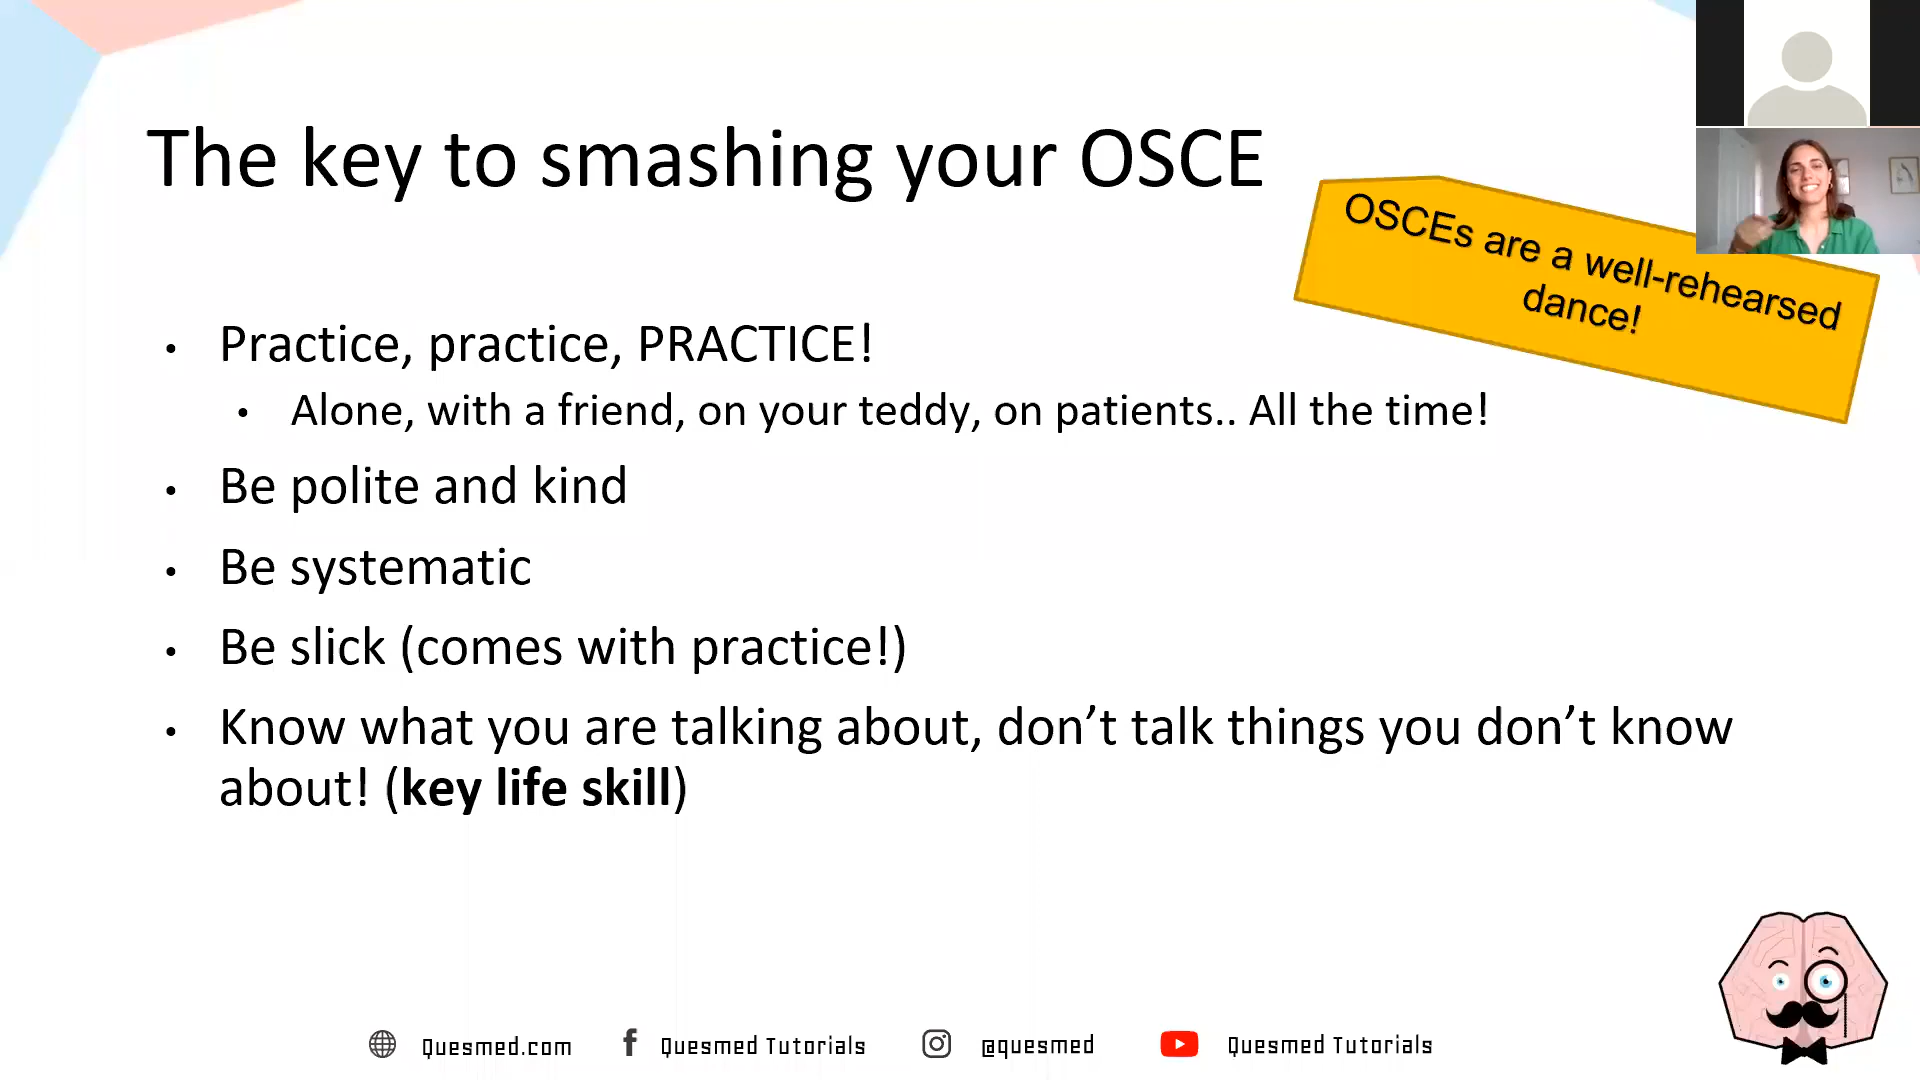 The key to smashing your OSCE
OSCEs are a well-rehearsed
dance!
Practice, practice, PRACTICE!
Alone, with a friend, on your teddy, on patients.. All the time!
Be polite and kind
Be systematic
Be slick (comes with practice!)
Know what you are talking about, don’t talk things you don’t know
about! (key life skill)
Quesmed.com
Quesmed Tutorials
@quesmed
Quesmed Tutorials